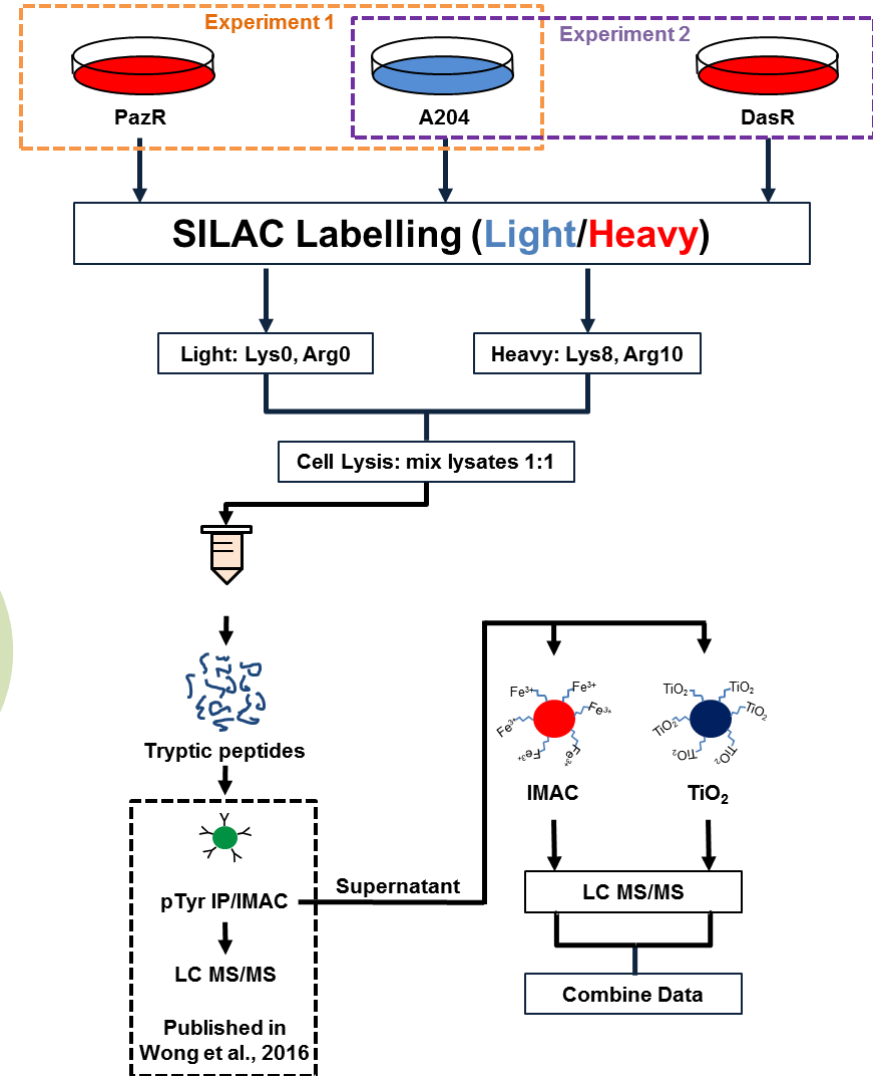 Experiment 1
Experiment 2
PazR
A204
DasR
SILAC Labelling (Light/Heavy)
Light: Lys0, Arg0
Heavy: Lys8, Arg10
Cell Lysis: mix lysates 1:1
Tryptic peptides
Fe³⁺
Fe³⁺
Fe³⁺
Fe³⁺
Fe³⁺
Fe³⁺
TiO₂
TiO₂
TiO₂
TiO₂
TiO₂
TiO₂
IMAC
TiO₂
pTyr IP/IMAC
Supernatant
LC MS/MS
LC MS/MS
Combine Data
Published in
Wong et al., 2016